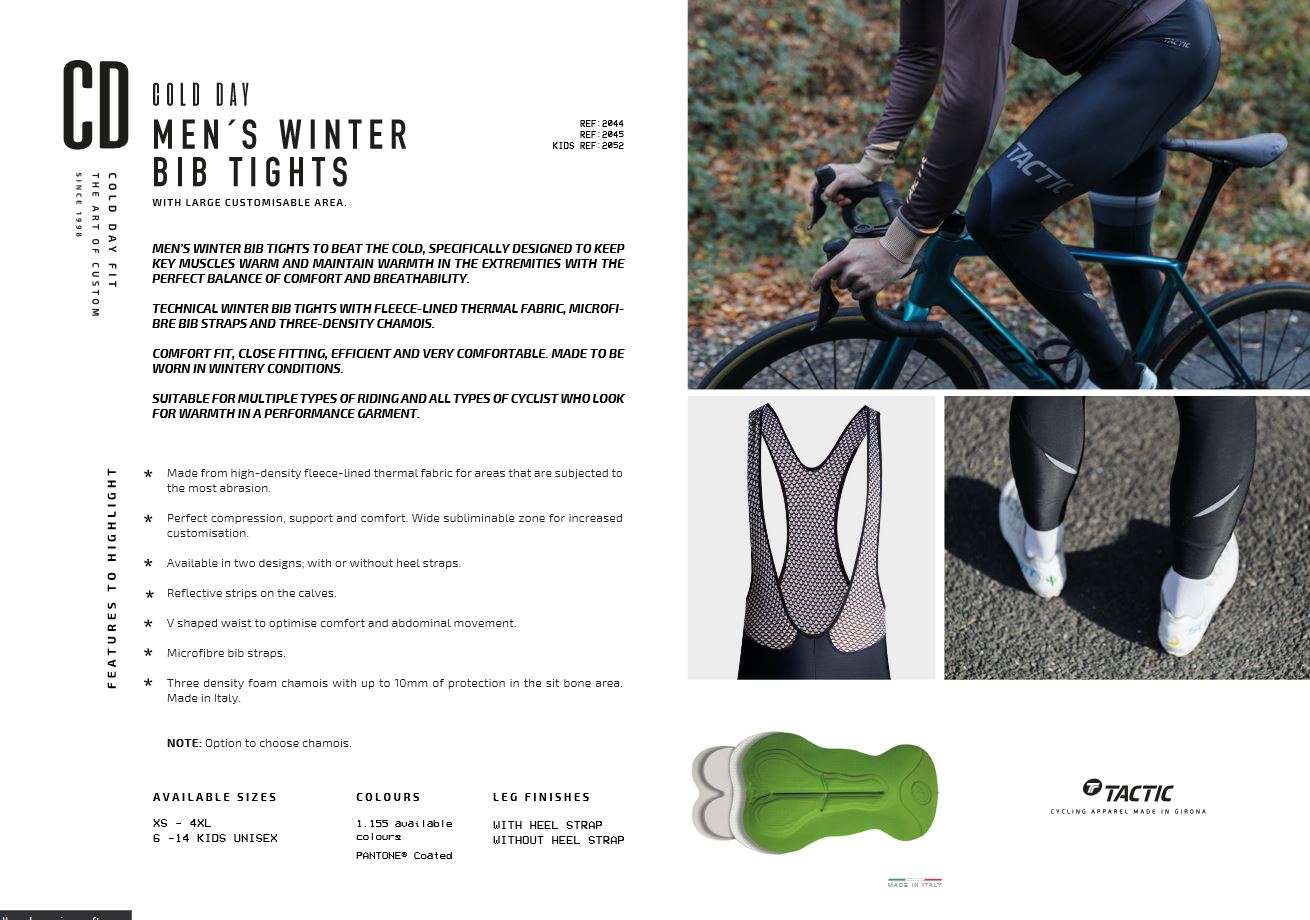 CD
COLD DAY
MEN´S WINTER
BIB TIGHTS
WITH LARGE CUSTOMISABLE AREA.
REF:2044
REF:2045
KIDS REF:2052
COLD DAY FIT
THE ART OF CUSTOM
SINCE 1998
MEN'S WINTER BIB TIGHTS TO BEAT THE COLD, SPECIFICALLY DESIGNED TO KEEP
KEY MUSCLES WARM AND MAINTAIN WARMTH IN THE EXTREMITIES WITH THE
PERFECT BALANCE OF COMFORT AND BREATHABILITY.
TECHNICAL WINTER BIB TIGHTS WITH FLEECE-LINED THERMAL FABRIC, MICROFI-
BRE BIB STRAPS AND THREE-DENSITY CHAMOIS.
COMFORT FIT, CLOSE FITTING, EFFICIENT AND VERY COMFORTABLE. MADE TO BE
WORN IN WINTERY CONDITIONS.
SUITABLE FOR MULTIPLE TYPES OF RIDING AND ALL TYPES OF CYCLIST WHO LOOK
FOR WARMTH IN A PERFORMANCE GARMENT.
FEATURES TO HIGHLIGHT
* Made from high-density fleece-lined thermal fabric for areas that are subjected to
the most abrasion.
* Perfect compression, support and comfort. Wide subliminable zone for increased
customisation.
* Available in two designs; with or without heel straps.
* Reflective strips on the calves.
* V shaped waist to optimise comfort and abdominal movement.
* Microfibre bib straps.
* Three density foam chamois with up to 10mm of protection in the sit bone area.
Made in Italy.
NOTE: Option to choose chamois.
AVAILABLE SIZES
XS - 4XL
6 -14 KIDS UNISEX
COLOURS
1.155 available
colours
PANTONE® Coated
LEG FINISHES
WITH HEEL STRAP
WITHOUT HEEL STRAP
TACTIC
TACTIC
MADE IN ITALY
TACTIC
CYCLING APPAREL MADE IN GIRONA